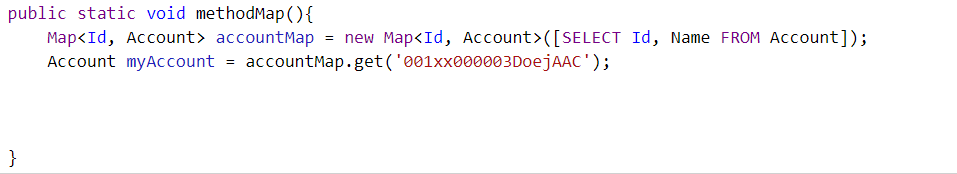 public static void methodMap(){
    Map<Id, Account> accountMap = new Map<Id, Account>([SELECT Id, Name FROM Account]);
    Account myAccount = accountMap.get('001xx000003DoejAAC');
}